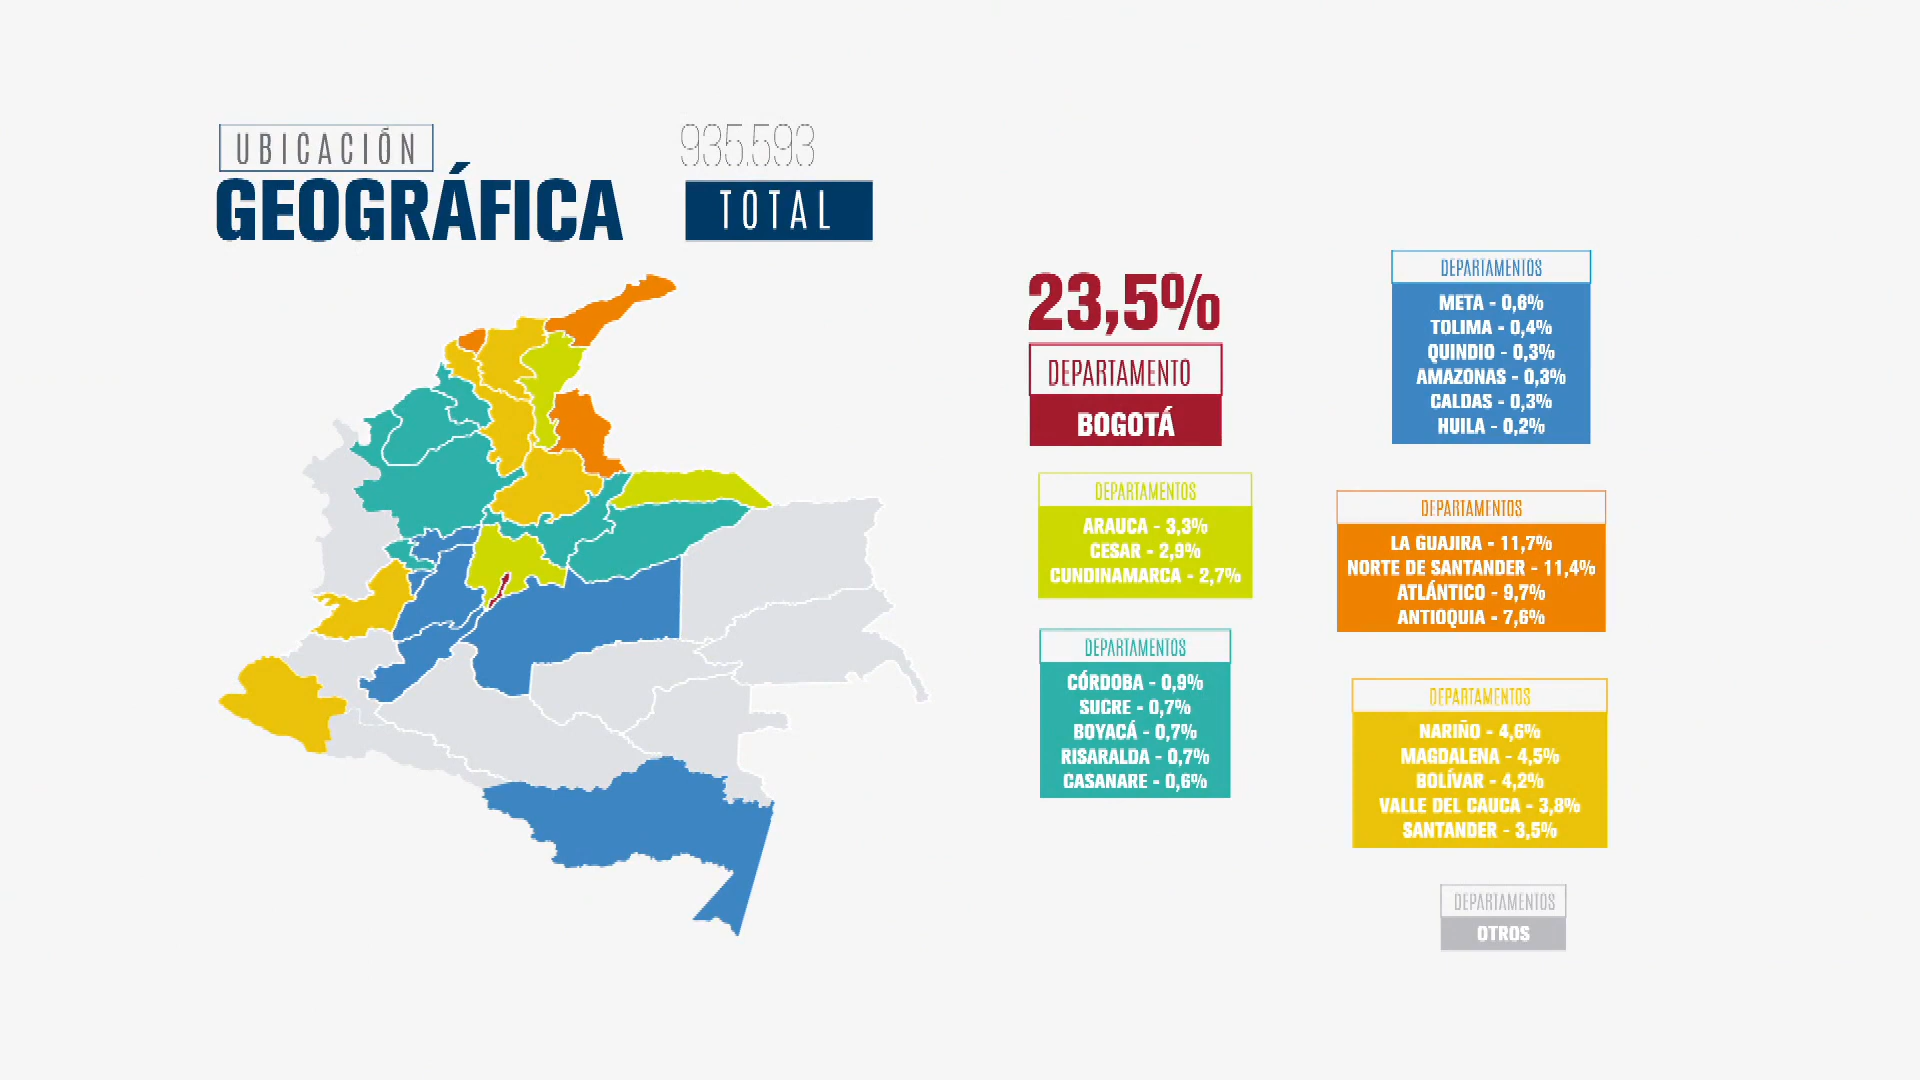 UBICACIÓN
GEOGRÁFICA
935.593
TOTAL
23,5%
DEPARTAMENTO
BOGOTÁ
DEPARTAMENTOS
ARAUCA - 3,3%
CESAR - 2,9%
CUNDINAMARCA - 2,7%
DEPARTAMENTOS
CÓRDOBA - 0,9%
SUCRE - 0,7%
BOYACÁ - 0,7%
RISARALDA - 0,7%
CASANARE - 0,6%
DEPARTAMENTOS
META - 0,6%
TOLIMA - 0,4%
QUINDIO - 0,3%
AMAZONAS - 0,3%
CALDAS - 0,3%
HUILA - 0,2%
DEPARTAMENTOS
LA GUAJIRA - 11,7%
NORTE DE SANTANDER - 11,4%
ATLÁNTICO - 9,7%
ANTIOQUIA - 7,6%
DEPARTAMENTOS
NARIÑO - 4,6%
MAGDALENA - 4,5%
BOLÍVAR - 4,2%
VALLE DEL CAUCA - 3,8%
SANTANDER - 3,5%
DEPARTAMENTOS
OTROS